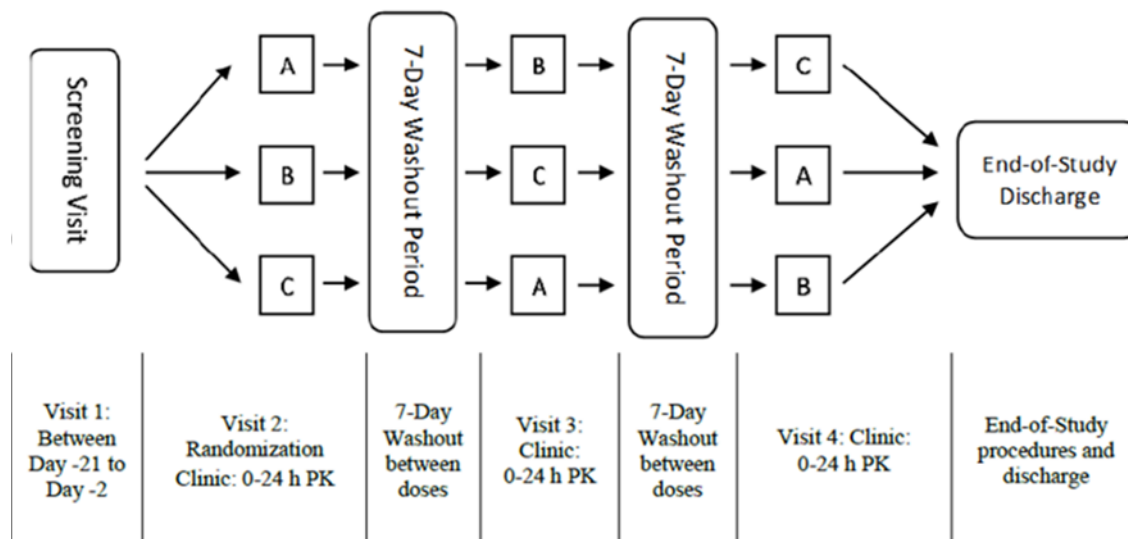 Screening Visit
A
B
C
7-Day Washout Period
B
C
A
7-Day Washout Period
C
A
B
End-of-Study
Discharge
Visit 1:
Between
Day -21 to
Day -2
Visit 2:
Randomization
Clinic: 0-24 h PK
7-Day
Washout
between
doses
Visit 3:
Clinic:
0-24 h PK
7-Day
Washout
between
doses
Visit 4: Clinic:
0-24 h PK
End-of-Study
procedures and
discharge